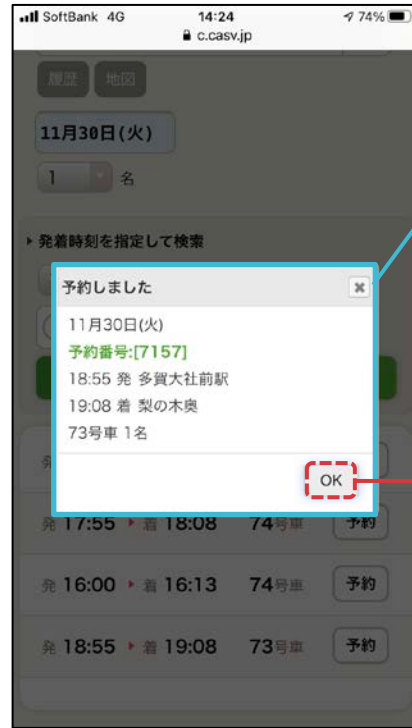 SoftBank 4G 14:24 74%
c.casv.jp
履歴 地図
11月30日(火)
1 名
発着時刻を指定して検索
予約しました
11月30日(火)
予約番号:[7157]
18:55 発 多賀大社前駅
19:08 着 梨の木奥
73号車 1名
OK
発 17:55 着 18:08 74号車 予約
発 16:00 着 16:13 74号車 予約
発 18:55 着 19:08 73号車 予約